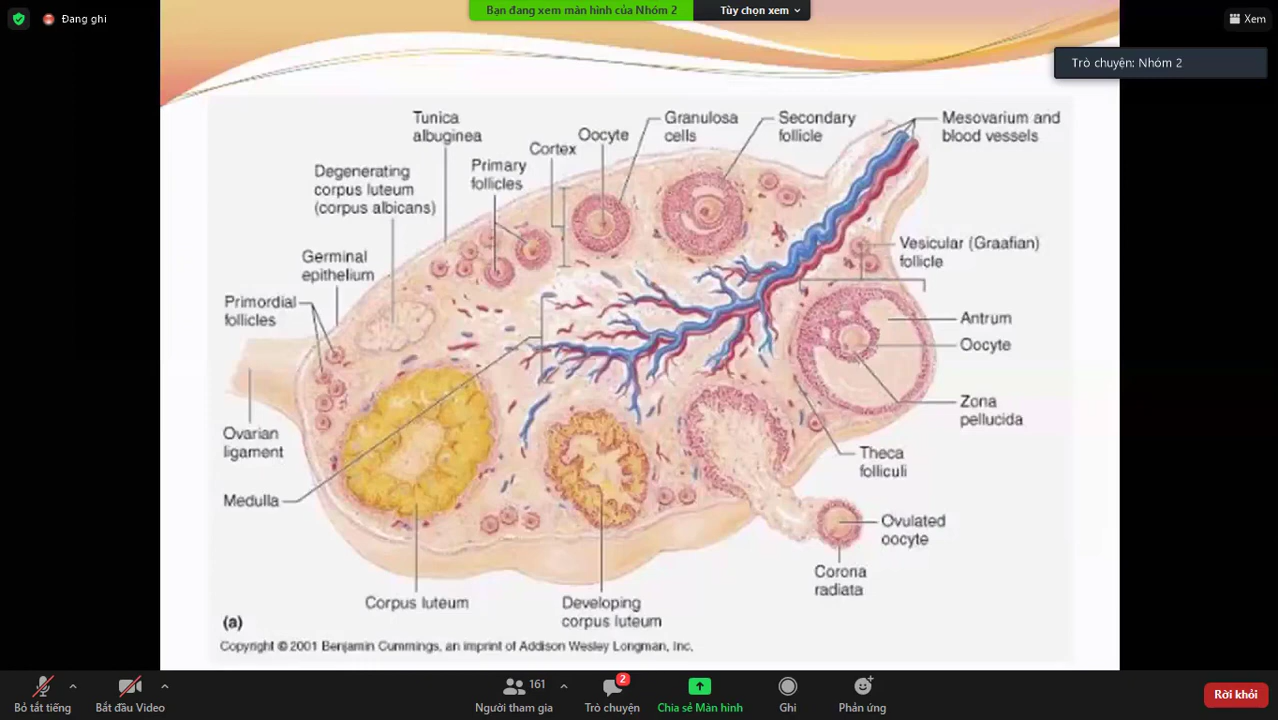 Đang ghi
Bạn đang xem màn hình của Nhóm 2
Tùy chọn xem
Xem
Trò chuyện: Nhóm 2
Tunica
albuginea
Oocyte
Granulosa
cells
Secondary
follicle
Mesovarium and
blood vessels
Cortex
Primary
follicles
Degenerating
corpus luteum
(corpus albicans)
Vesicular (Graafian)
follicle
Germinal
epithelium
Primordial
follicles
Antrum
Oocyte
Zona
pellucida
Ovarian
ligament
Theca
folliculi
Medulla
Ovulated
oocyte
Corona
radiata
Corpus luteum
Developing
corpus luteum
(a)
Copyright © 2001 Benjamin Cummings, an imprint of Addison Wesley Longman, Inc.
Bỏ tắt tiếng
Bắt đầu Video
161
Người tham gia
2
Trò chuyện
Chia sẻ Màn hình
Ghi
Phản ứng
Rời khỏi